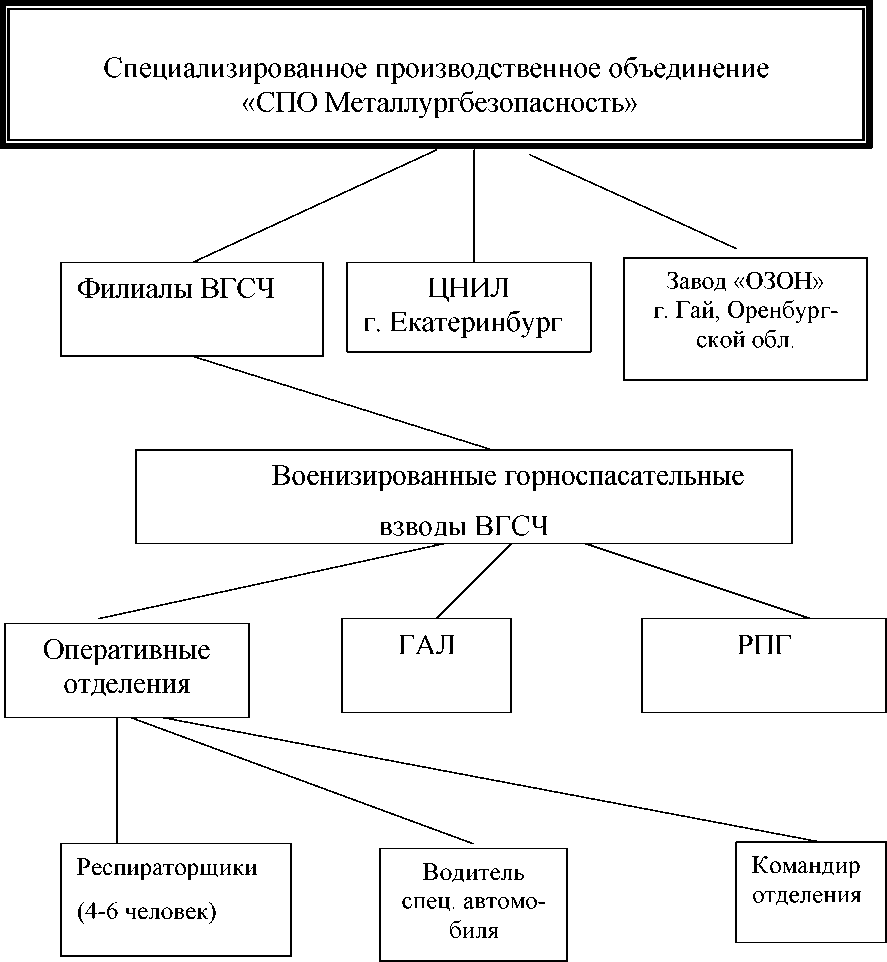 Специализированное производственное объединение
«СПО Металлургбезопасность»
Филиалы ВГСЧ
ЦНИЛ
г. Екатеринбург
Завод «ОЗОН»
г. Гай, Оренбург-
ской обл.
Военизированные горноспасательные
взводы ВГСЧ
Оперативные
отделения
ГАЛ
РПГ
Респираторщики
(4-6 человек)
Водитель
спец. автомо-
биля
Командир
отделения